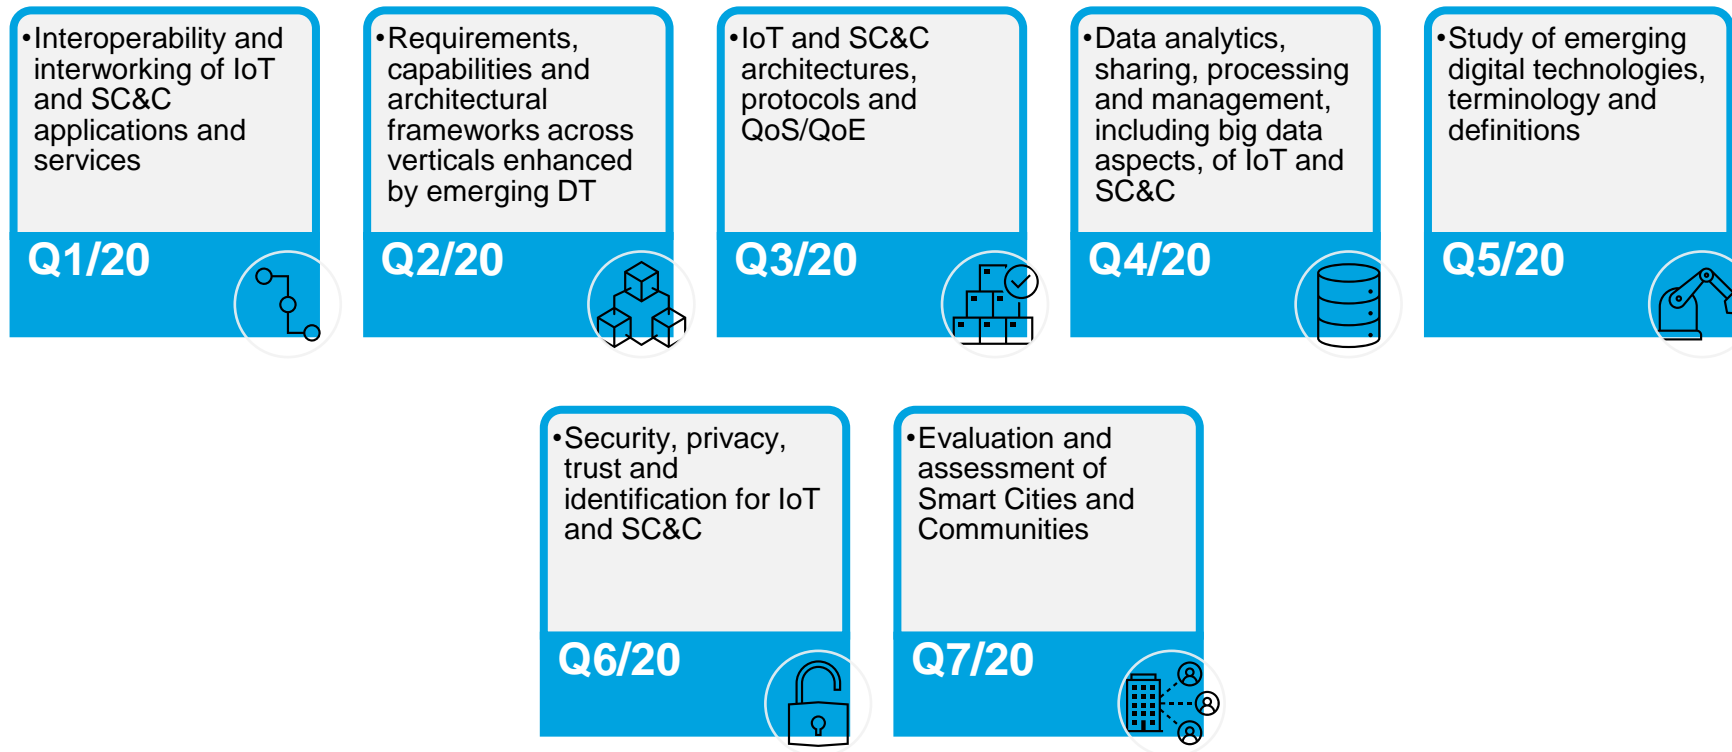 •Interoperability and
interworking of IoT
and SC&C
applications and
services
Q1/20
•Requirements,
capabilities and
architectural
frameworks across
verticals enhanced
by emerging DT
Q2/20
•IoT and SC&C
architectures,
protocols and
QoS/QoE
Q3/20
•Data analytics,
sharing, processing
and management,
including big data
aspects, of IoT and
SC&C
Q4/20
•Study of emerging
digital technologies,
terminology and
definitions
Q5/20
•Security, privacy,
trust and
identification for IoT
and SC&C
Q6/20
•Evaluation and
assessment of
Smart Cities and
Communities
Q7/20